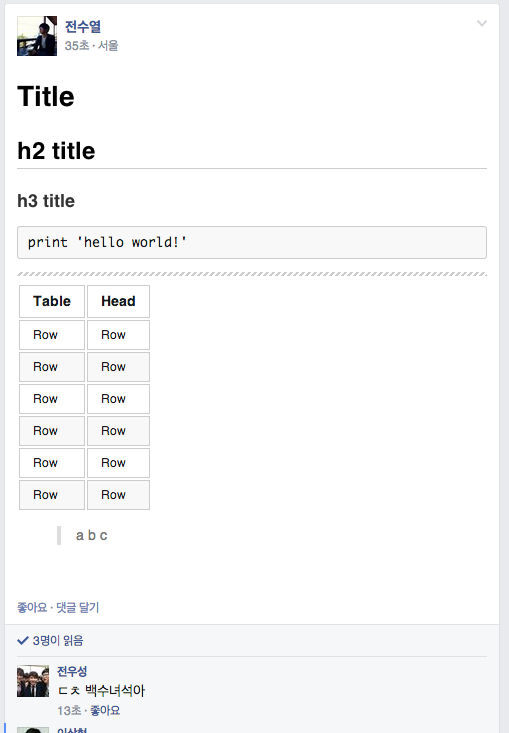 전수열
35초 · 서울
Title
h2 title
h3 title
print 'hello world!'
Table Head
Row Row
Row Row
Row Row
Row Row
Row Row
Row Row
a b c
좋아요 · 댓글 달기
3명이 읽음
전우성
ㄷㅊ 백수녀석아
13초 · 좋아요